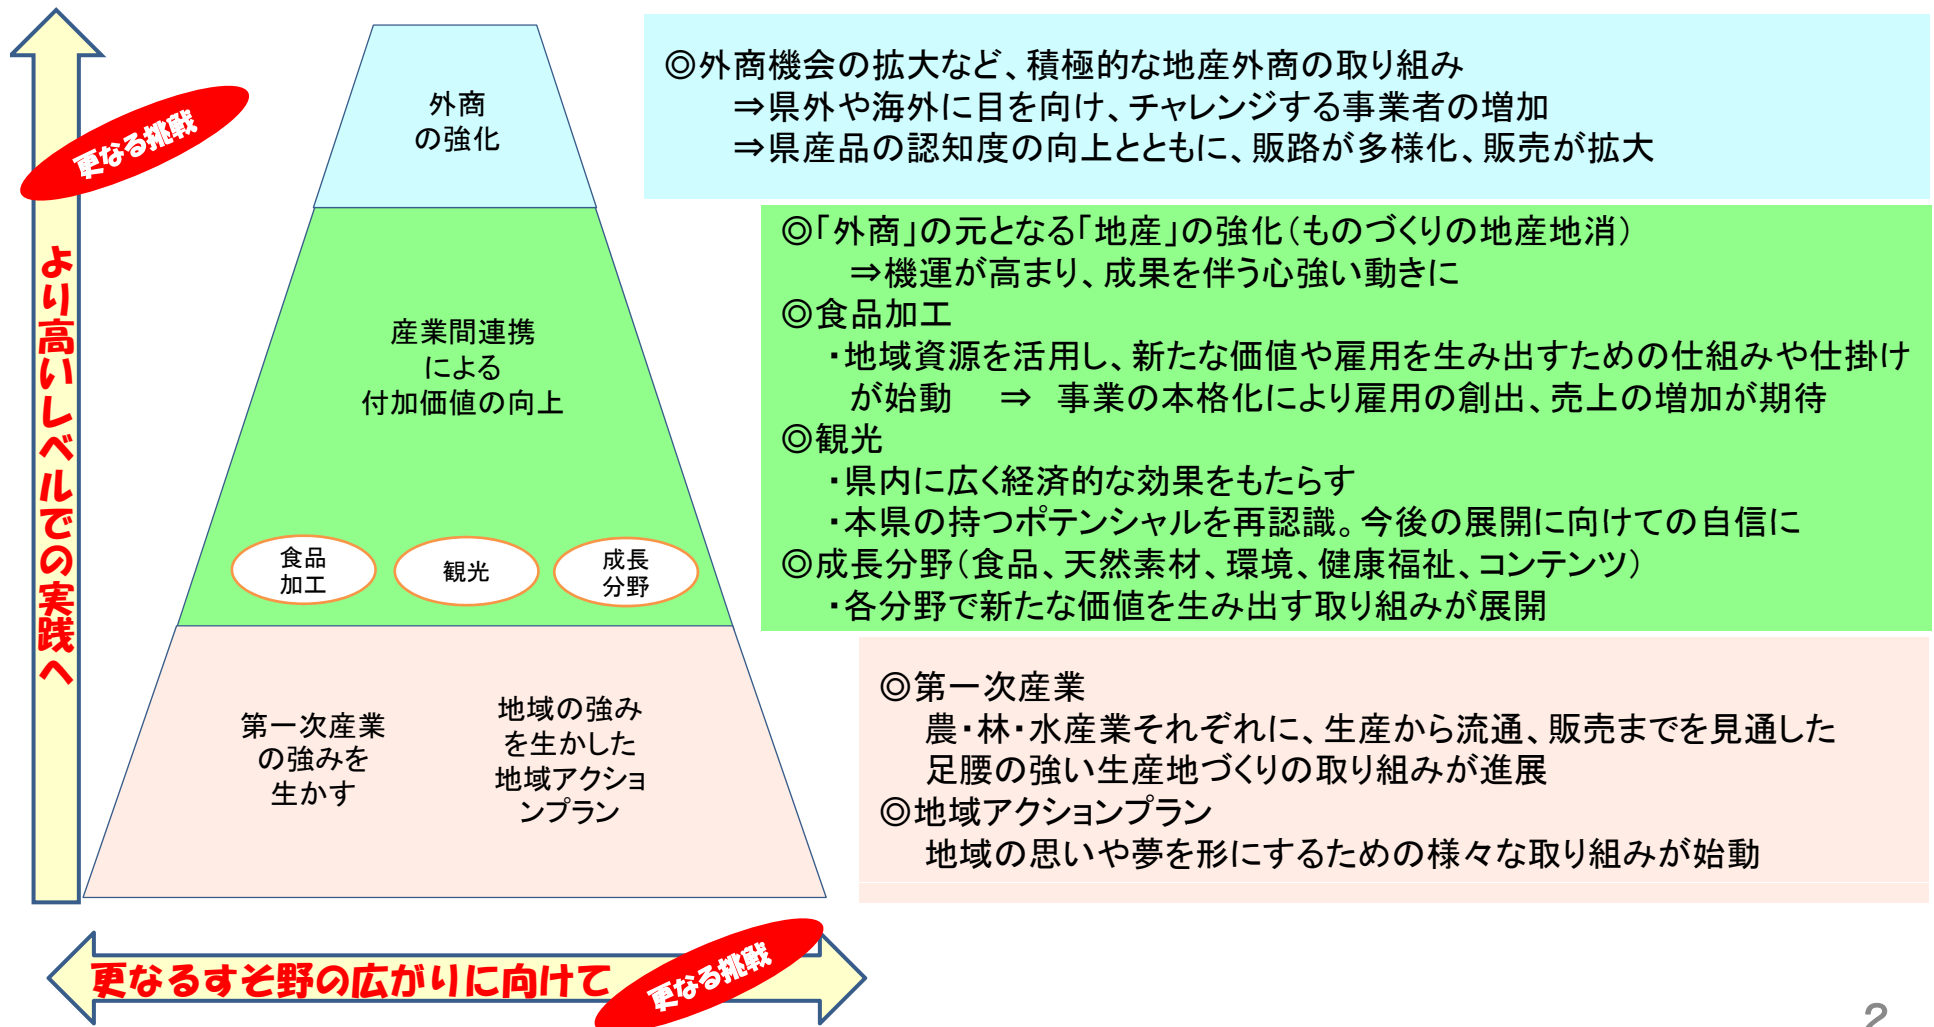 更なる挑戦
より高いレベルでの実践へ
外商
の強化
産業間連携
による
付加価値の向上
食品
加工
観光
成長
分野
第一次産業
の強みを
生かす
地域の強み
を生かした
地域アクショ
ンプラン
◎外商機会の拡大など、積極的な地産外商の取り組み
⇒県外や海外に目を向け、チャレンジする事業者の増加
⇒県産品の認知度の向上とともに、販路が多様化、販売が拡大
◎「外商」の元となる「地産」の強化(ものづくりの地産地消)
⇒機運が高まり、成果を伴う心強い動きに
◎食品加工
・地域資源を活用し、新たな価値や雇用を生み出すための仕組みや仕掛け
が始動 ⇒ 事業の本格化により雇用の創出、売上の増加が期待
◎観光
・県内に広く経済的な効果をもたらす
・本県の持つポテンシャルを再認識。今後の展開に向けての自信に
◎成長分野(食品、天然素材、環境、健康福祉、コンテンツ)
・各分野で新たな価値を生み出す取り組みが展開
◎第一次産業
農・林・水産業それぞれに、生産から流通、販売までを見通した
足腰の強い生産地づくりの取り組みが進展
◎地域アクションプラン
地域の思いや夢を形にするための様々な取り組みが始動
更なるすそ野の広がりに向けて
更なる挑戦
2